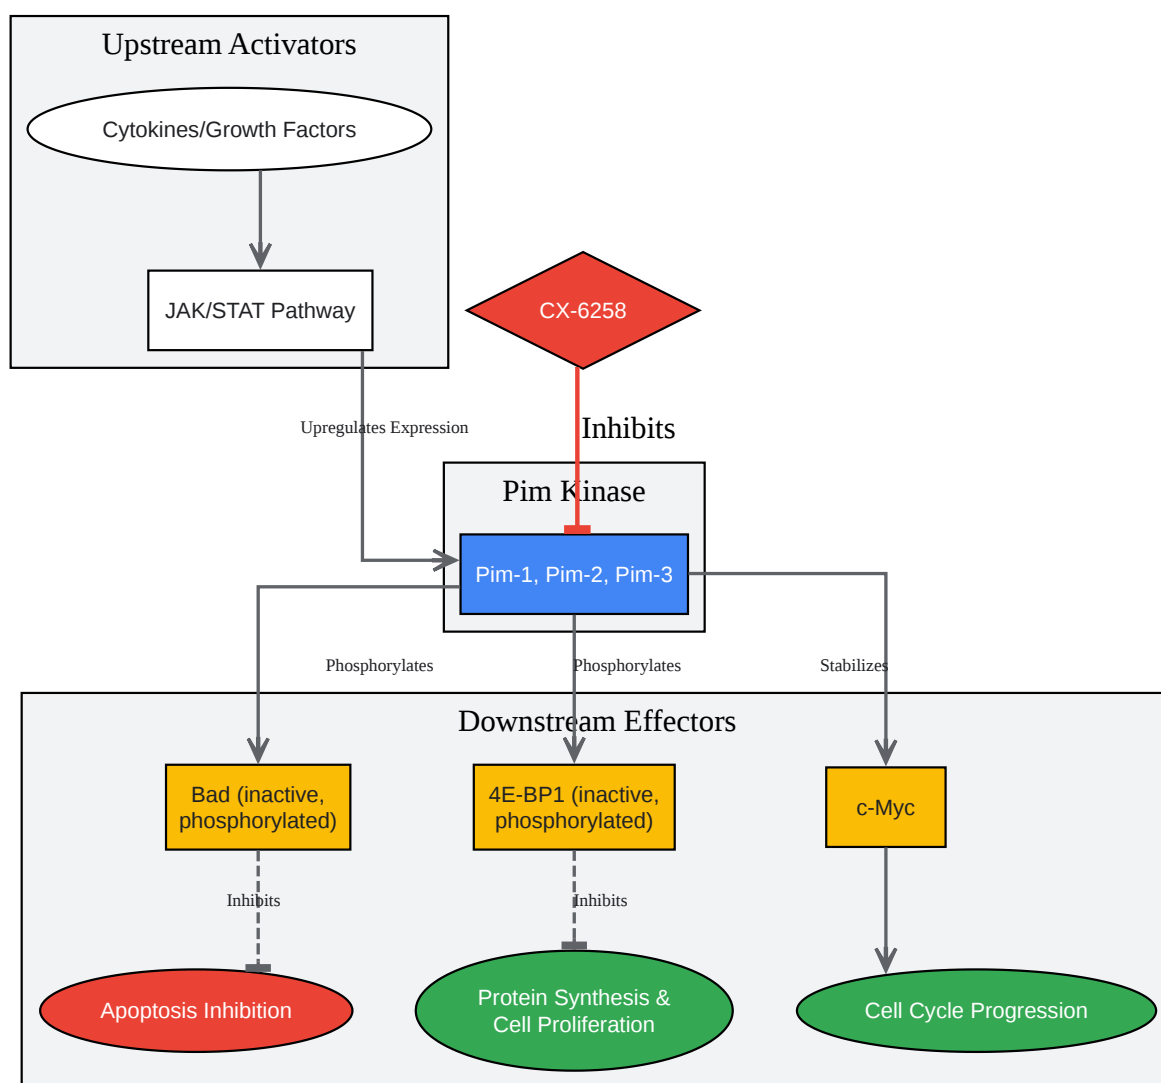 Upstream Activators
Cytokines/Growth Factors
JAK/STAT Pathway
CX-6258
Upregulates Expression
Inhibits
Pim Kinase
Pim-1, Pim-2, Pim-3
Phosphorylates
Phosphorylates
Stabilizes
Downstream Effectors
Bad (inactive,
phosphorylated)
4E-BP1 (inactive,
phosphorylated)
c-Myc
Inhibits
Inhibits
Apoptosis Inhibition
Protein Synthesis &
Cell Proliferation
Cell Cycle Progression